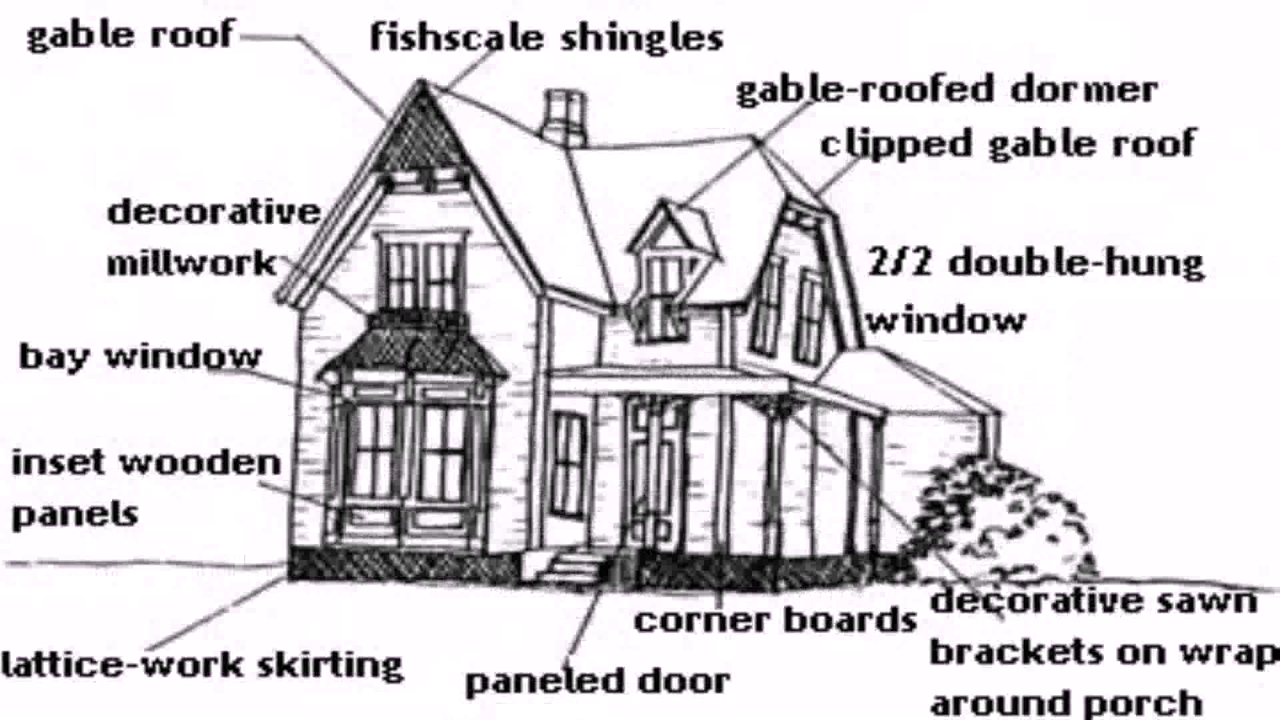 gable roof
fishscale shingles
gable-roofed dormer
clipped gable roof
decorative
millwork
2/2 double-hung
window
bay window
inset wooden
panels
corner boards
decorative sawn
brackets on wrap
around porch
lattice-work skirting
paneled door